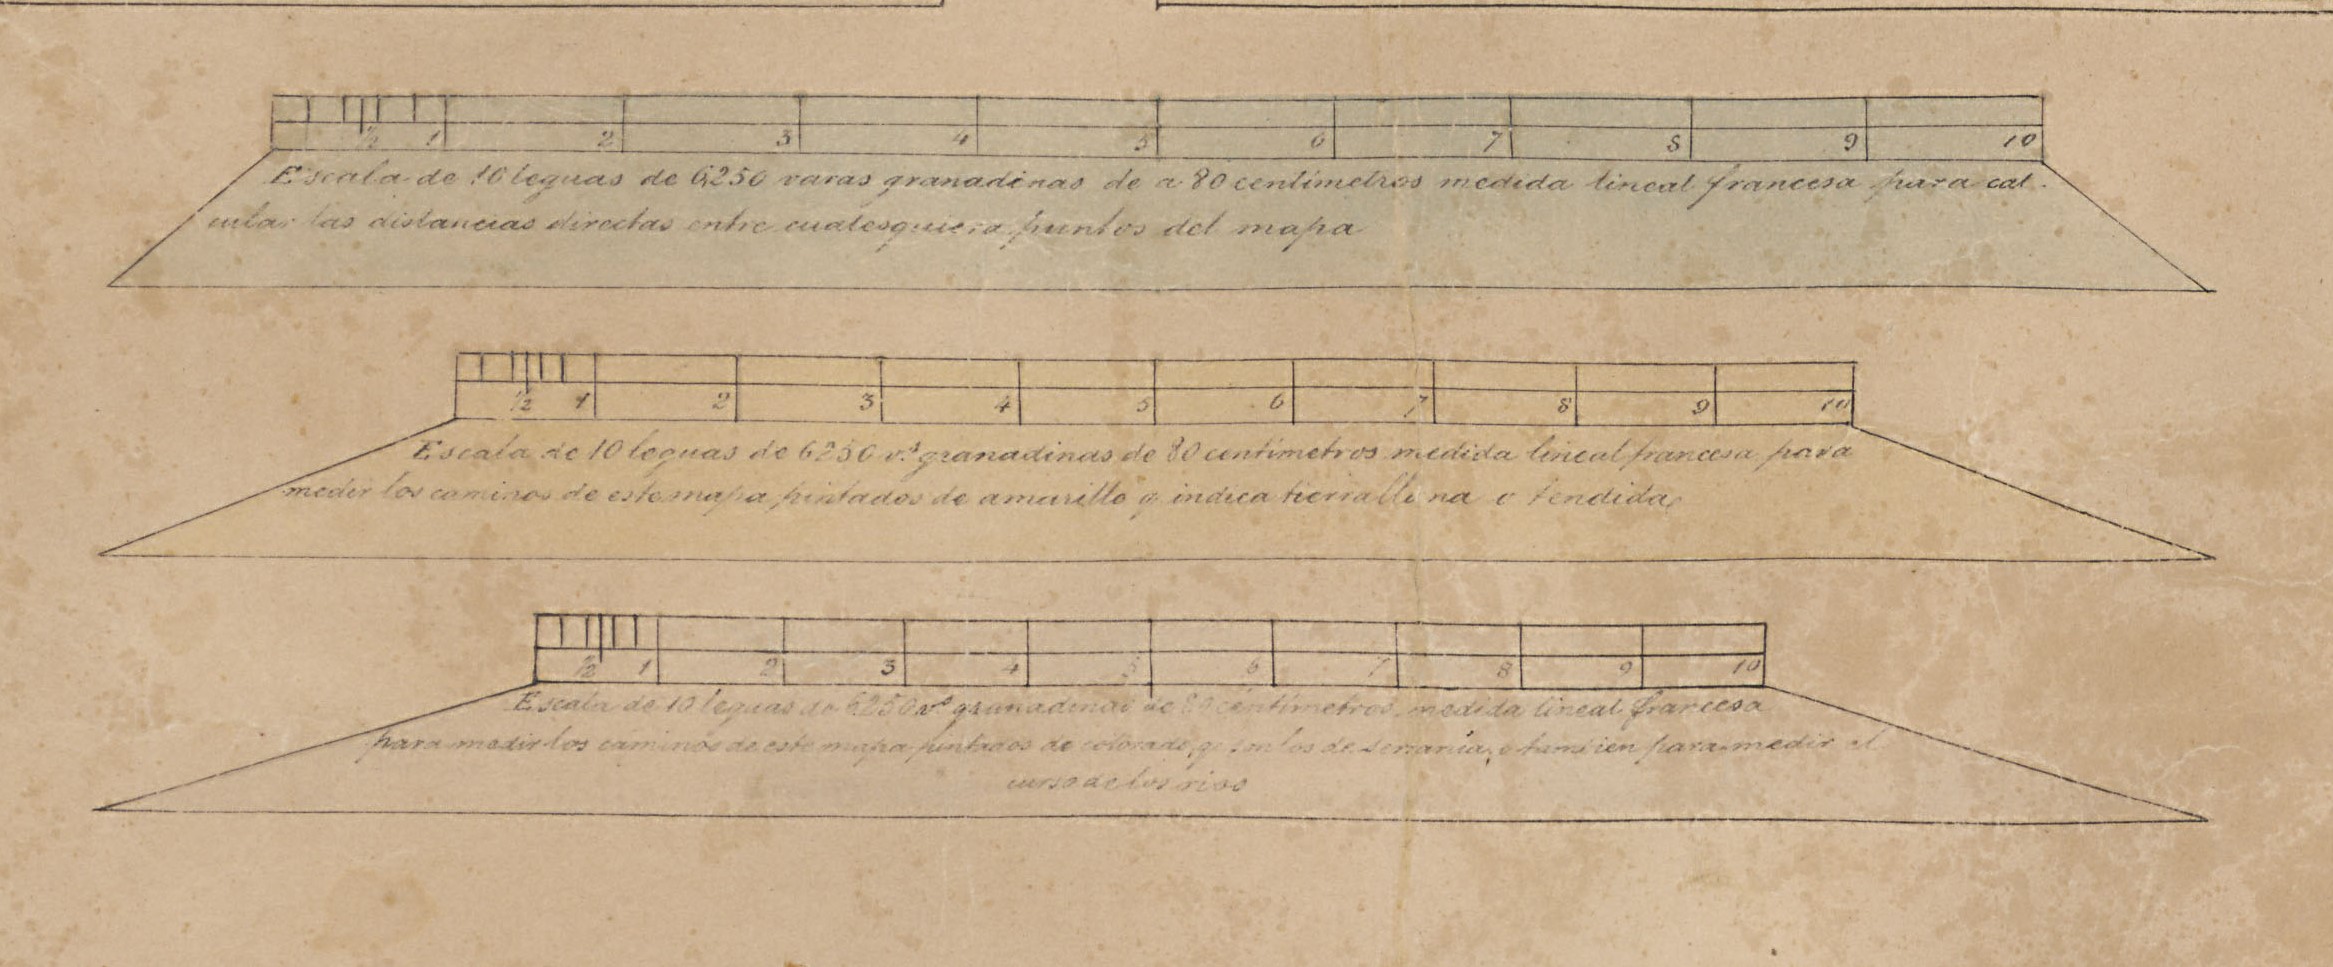 ½ 1 2 3 4 5 6 7 8 9 10
Escala de 10 leguas de 6250 varas granadinas de a 80 centimetros medida lineal francesa para cal-
cular las distancias directas entre cualesquiera puntos del mapa
½ 1 2 3 4 5 6 7 8 9 10
Escala de 10 leguas de 6250 v.s granadinas de 80 centimetros medida lineal francesa para
medir los caminos de este mapa pintados de amarillo q indica tierra llana o tendida
½ 1 2 3 4 5 6 7 8 9 10
Escala de 10 leguas de 6250 v.s granadinas de 80 centimetros medida lineal francesa
para medir los caminos de este mapa pintados de colorado, q son los de serranía, o tambien para medir el
curso de los rios